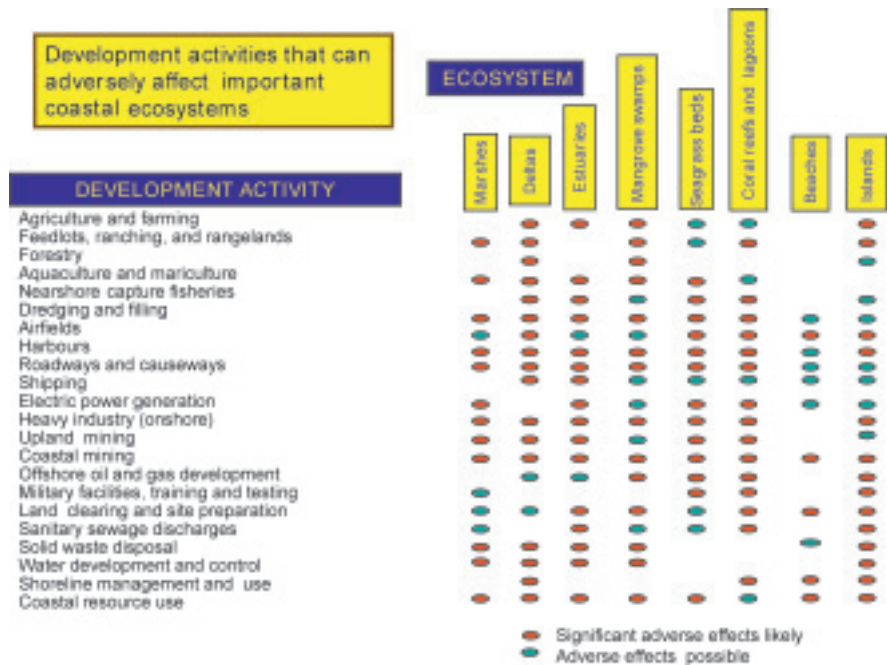 Development activities that can
adversely affect important
coastal ecosystems
ECOSYSTEM
Marshes
Deltas
Estuaries
Mangrove swamps
Seagrass beds
Coral reefs and lagoons
Beaches
Islands
DEVELOPMENT ACTIVITY
Agriculture and farming
Feedlots, ranching, and rangelands
Forestry
Aquaculture and mariculture
Nearshore capture fisheries
Dredging and filling
Airfields
Harbours
Roadways and causeways
Shipping
Electric power generation
Heavy industry (onshore)
Upland mining
Coastal mining
Offshore oil and gas development
Military facilities, training and testing
Land clearing and site preparation
Sanitary sewage discharges
Solid waste disposal
Water development and control
Shoreline management and use
Coastal resource use
Significant adverse effects likely
Adverse effects possible